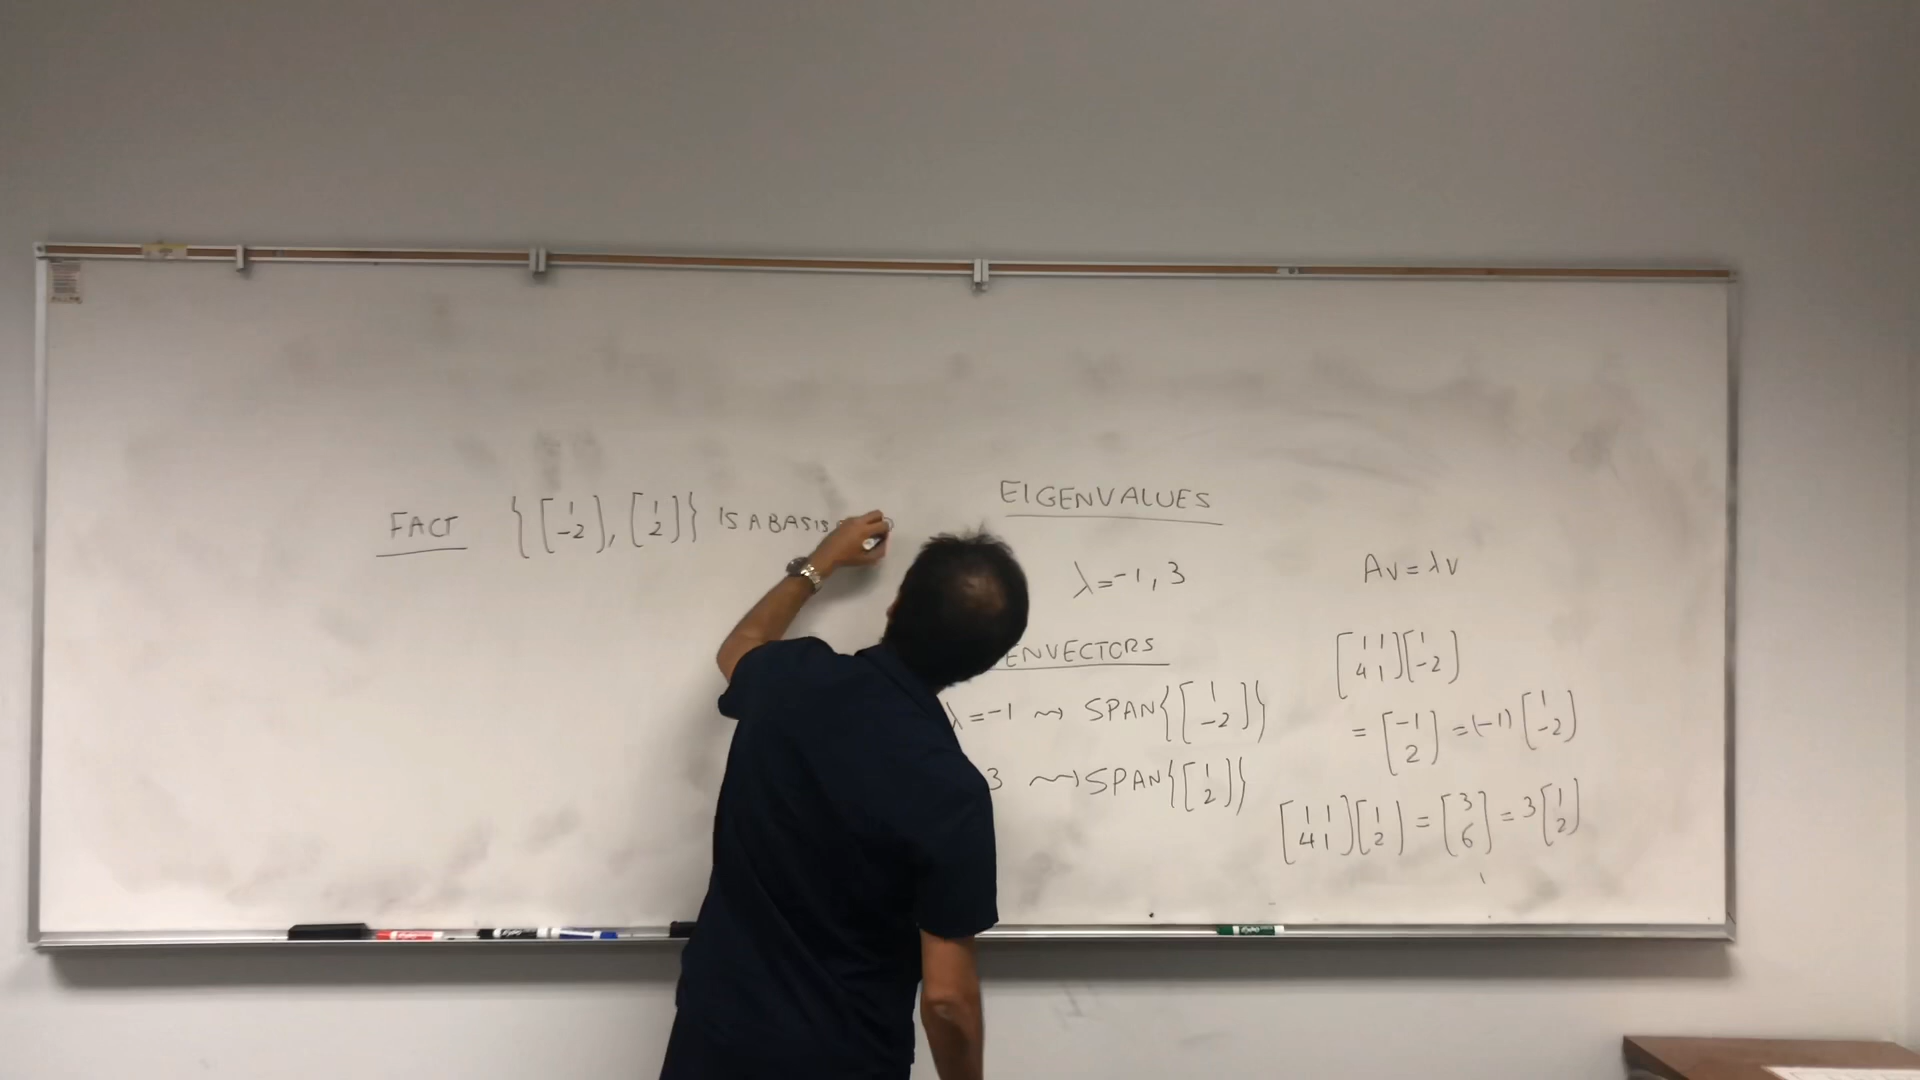 FACT { [1 -2], [1 2] } IS A BASIS
EIGENVALUES
λ = -1, 3
ENVECTORS
λ = -1 ⇝ SPAN{ [1 -2] }
3 ⇝ SPAN{ [1 2] }
Av = λv
[1 1 4 1][1 -2]
= [-1 2] = (-1)[1 -2]
[1 1 4 1][1 2] = [3 6] = 3[1 2]
EXPO